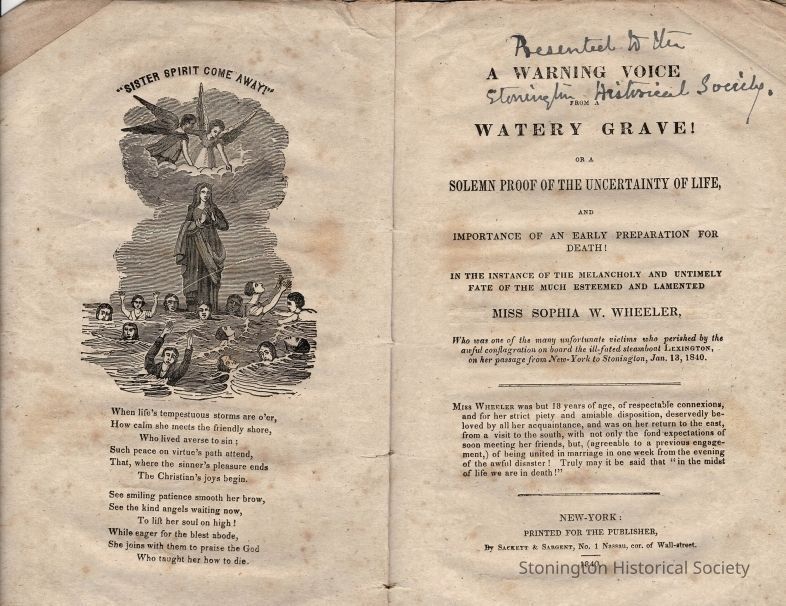 "SISTER SPIRIT COME AWAY!"
When life's tempestuous storms are o'er,
How calm she meets the friendly shore,
Who lived averse to sin;
Such peace on virtue's path attend,
That, where the sinner's pleasure ends
The Christian's joys begin.
See smiling patience smooth her brow,
See the kind angels waiting now,
To lift her soul on high!
While eager for the blest abode,
She joins with them to praise the God
Who taught her how to die.
Presented to the
A WARNING VOICE
Stonington Historical Society.
FROM A
WATERY GRAVE!
OR A
SOLEMN PROOF OF THE UNCERTAINTY OF LIFE,
AND
IMPORTANCE OF AN EARLY PREPARATION FOR
DEATH!
IN THE INSTANCE OF THE MELANCHOLY AND UNTIMELY
FATE OF THE MUCH ESTEEMED AND LAMENTED
MISS SOPHIA W. WHEELER,
Who was one of the many unfortunate victims who perished by the
awful conflagration on board the ill-fated steamboat LEXINGTON,
on her passage from New-York to Stonington, Jan. 13, 1840.
MISS WHEELER was but 18 years of age, of respectable connexions,
and for her strict piety and amiable disposition, deservedly be-
loved by all her acquaintance, and was on her return to the east,
from a visit to the south, with not only the fond expectations of
soon meeting her friends, but, (agreeable to a previous engage-
ment,) of being united in marriage in one week from the evening
of the awful disaster! Truly may it be said that "in the midst
of life we are in death!"
NEW-YORK:
PRINTED FOR THE PUBLISHER,
By SACKETT & SARGENT, No. 1 Nassau, cor. of Wall-street.
1840.
Stonington Historical Society